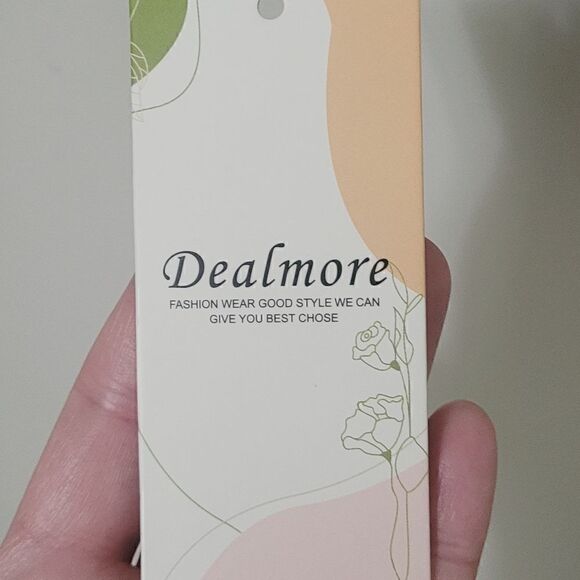 Dealmore
FASHION WEAR GOOD STYLE WE CAN
GIVE YOU BEST CHOSE